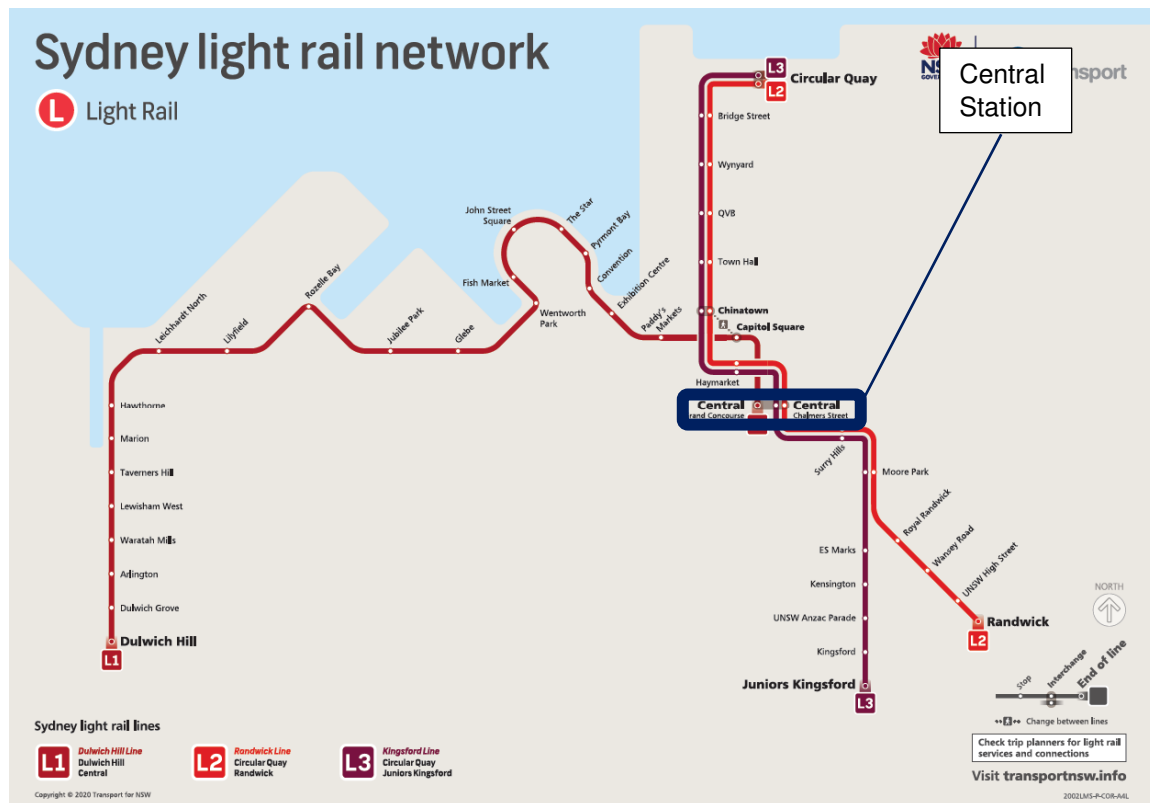 Sydney light rail network
L
Light Rail
NS
GOVE
nsport
Central
Station
L3
Circular Quay
L2
Bridge Street
Wynyard
QVB
Town Hall
Chinatown
Capitol Square
Haymarket
Central
rand Concourse
Central
Chalmers Street
Surry Hills
Moore Park
Royal Randwick
Wansey Road
UNSW High Street
Randwick
L2
ES Marks
Kensington
UNSW Anzac Parade
Kingsford
Juniors Kingsford
L3
John Street
Square
The Star
Pyrmont Bay
Convention
Exhibition Centre
Paddy's
Markets
Fish Market
Wentworth
Park
Glebe
Jubilee Park
Rozelle Bay
Lilyfield
Leichhardt North
Hawthorne
Marion
Taverners Hill
Lewisham West
Waratah Mills
Arlington
Dulwich Grove
Dulwich Hill
L1
NORTH
Stop
Interchange
End of line
Change between lines
Check trip planners for light rail
services and connections
Visit transportnsw.info
2002LMS-P-COR-A4L
Sydney light rail lines
L1
Dulwich Hill Line
Dulwich Hill
Central
L2
Randwick Line
Circular Quay
Randwick
L3
Kingsford Line
Circular Quay
Juniors Kingsford
Copyright © 2020 Transport for NSW